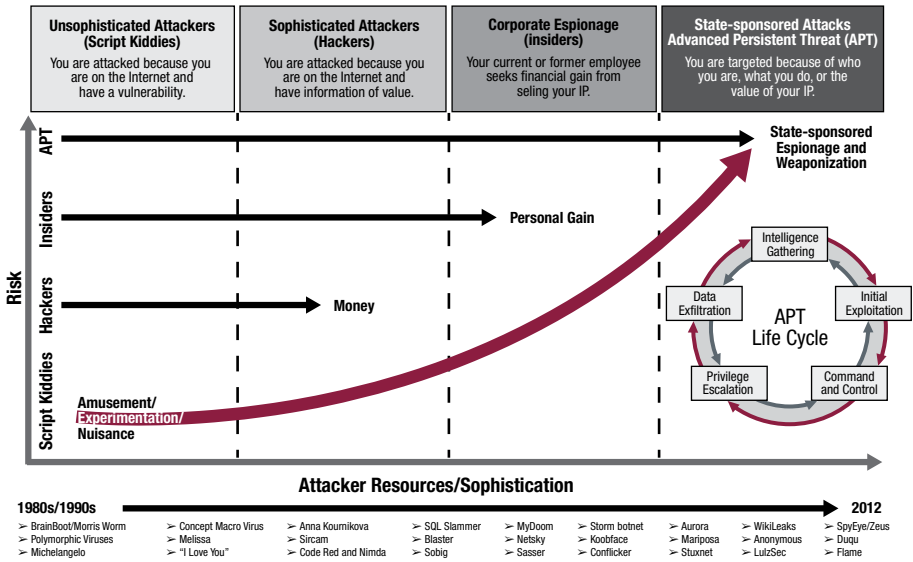 Unsophisticated Attackers
(Script Kiddies)
You are attacked because you
are on the Internet and
have a vulnerability.
Sophisticated Attackers
(Hackers)
You are attacked because you
are on the Internet and
have information of value.
Corporate Espionage
(insiders)
Your current or former employee
seeks financial gain from
seling your IP.
State-sponsored Attacks
Advanced Persistent Threat (APT)
You are targeted because of who
you are, what you do, or the
value of your IP.
Risk
APT
State-sponsored
Espionage and
Weaponization
Insiders
Personal Gain
Hackers
Money
Script Kiddies
Amusement/
Experimentation/
Nuisance
Intelligence
Gathering
Initial
Exploitation
Command
and Control
Privilege
Escalation
Data
Exfiltration
APT
Life Cycle
Attacker Resources/Sophistication
1980s/1990s
2012
➢ BrainBoot/Morris Worm
➢ Polymorphic Viruses
➢ Michelangelo
➢ Concept Macro Virus
➢ Melissa
➢ “I Love You”
➢ Anna Kournikova
➢ Sircam
➢ Code Red and Nimda
➢ SQL Slammer
➢ Blaster
➢ Sobig
➢ MyDoom
➢ Netsky
➢ Sasser
➢ Storm botnet
➢ Koobface
➢ Conflicker
➢ Aurora
➢ Mariposa
➢ Stuxnet
➢ WikiLeaks
➢ Anonymous
➢ LulzSec
➢ SpyEye/Zeus
➢ Duqu
➢ Flame